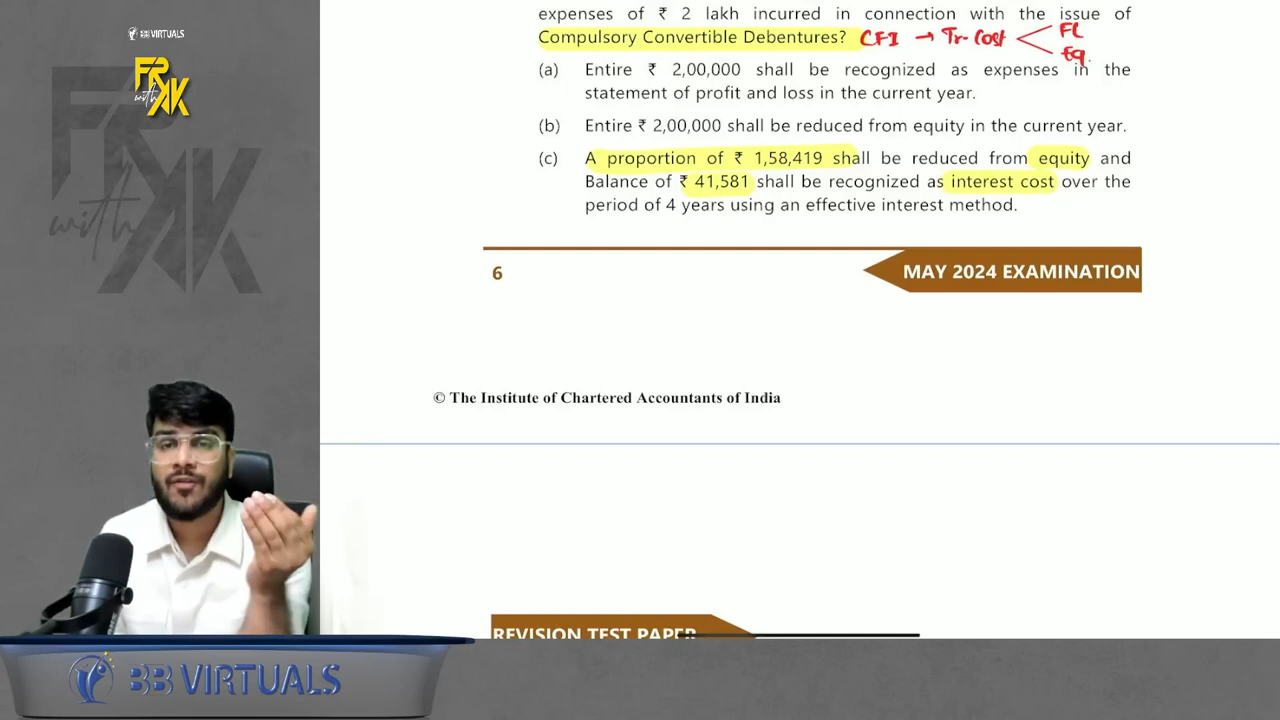 BB VIRTUALS
FR
with
AK
FR
with
AK
expenses of ₹ 2 lakh incurred in connection with the issue of
Compulsory Convertible Debentures? CFI → Tr. Cost FL
Eq.
(a) Entire ₹ 2,00,000 shall be recognized as expenses in the
statement of profit and loss in the current year.
(b) Entire ₹ 2,00,000 shall be reduced from equity in the current year.
(c) A proportion of ₹ 1,58,419 shall be reduced from equity and
Balance of ₹ 41,581 shall be recognized as interest cost over the
period of 4 years using an effective interest method.
6 MAY 2024 EXAMINATION
© The Institute of Chartered Accountants of India
REVISION TEST PAPER
BB VIRTUALS